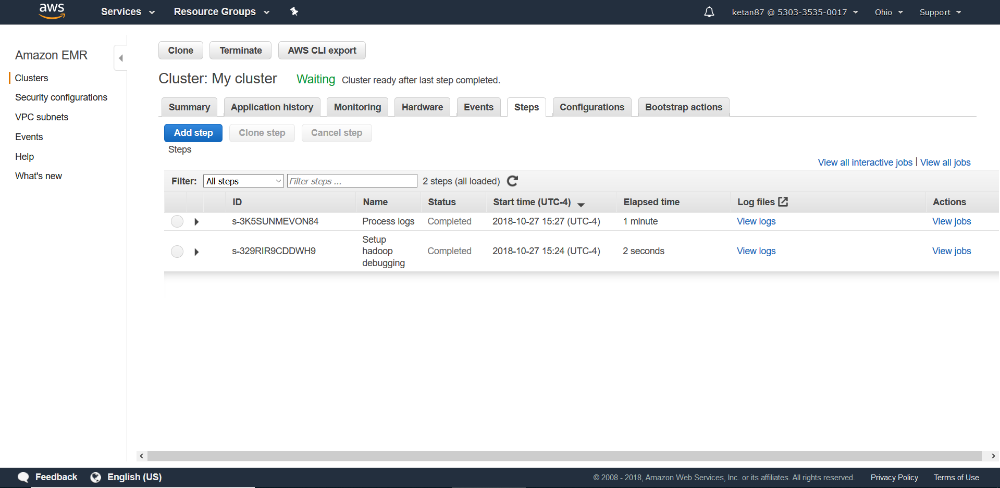 aws Services Resource Groups ketan87 @ 5303-3535-0017 Ohio Support
Amazon EMR
Clusters
Security configurations
VPC subnets
Events
Help
What's new
Clone Terminate AWS CLI export
Cluster: My cluster Waiting Cluster ready after last step completed.
Summary Application history Monitoring Hardware Events Steps Configurations Bootstrap actions
Add step Clone step Cancel step
Steps
View all interactive jobs | View all jobs
Filter: All steps Filter steps ... 2 steps (all loaded)
ID Name Status Start time (UTC-4) Elapsed time Log files Actions
s-3K5SUNMEVON84 Process logs Completed 2018-10-27 15:27 (UTC-4) 1 minute View logs View jobs
s-329RIR9CDDWH9 Setup hadoop debugging Completed 2018-10-27 15:24 (UTC-4) 2 seconds View logs View jobs
Feedback English (US) © 2008 - 2018, Amazon Web Services, Inc. or its affiliates. All rights reserved. Privacy Policy Terms of Use